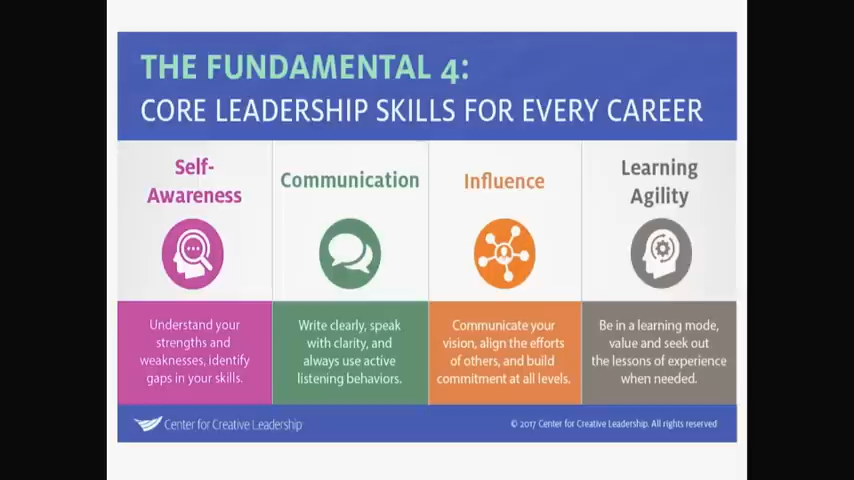 THE FUNDAMENTAL 4:
CORE LEADERSHIP SKILLS FOR EVERY CAREER
Self-
Awareness
Communication
Influence
Learning
Agility
Understand your
strengths and
weaknesses, identify
gaps in your skills.
Write clearly, speak
with clarity, and
always use active
listening behaviors.
Communicate your
vision, align the efforts
of others, and build
commitment at all levels.
Be in a learning mode,
value and seek out
the lessons of experience
when needed.
Center for Creative Leadership
© 2017 Center for Creative Leadership. All rights reserved